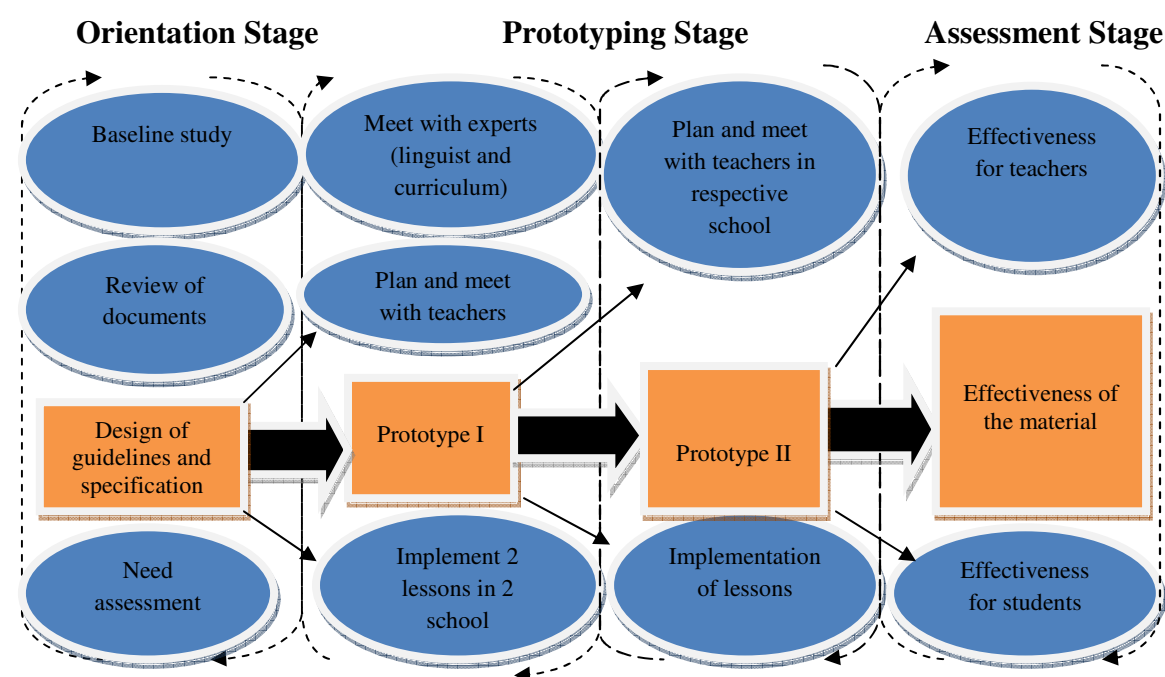 Orientation Stage
Prototyping Stage
Assessment Stage
Baseline study
Meet with experts
(linguist and
curriculum)
Plan and meet
with teachers in
respective
school
Effectiveness
for teachers
Review of
documents
Plan and meet
with teachers
Design of
guidelines and
specification
Prototype I
Prototype II
Effectiveness of
the material
Need
assessment
Implement 2
lessons in 2
school
Implementation
of lessons
Effectiveness
for students